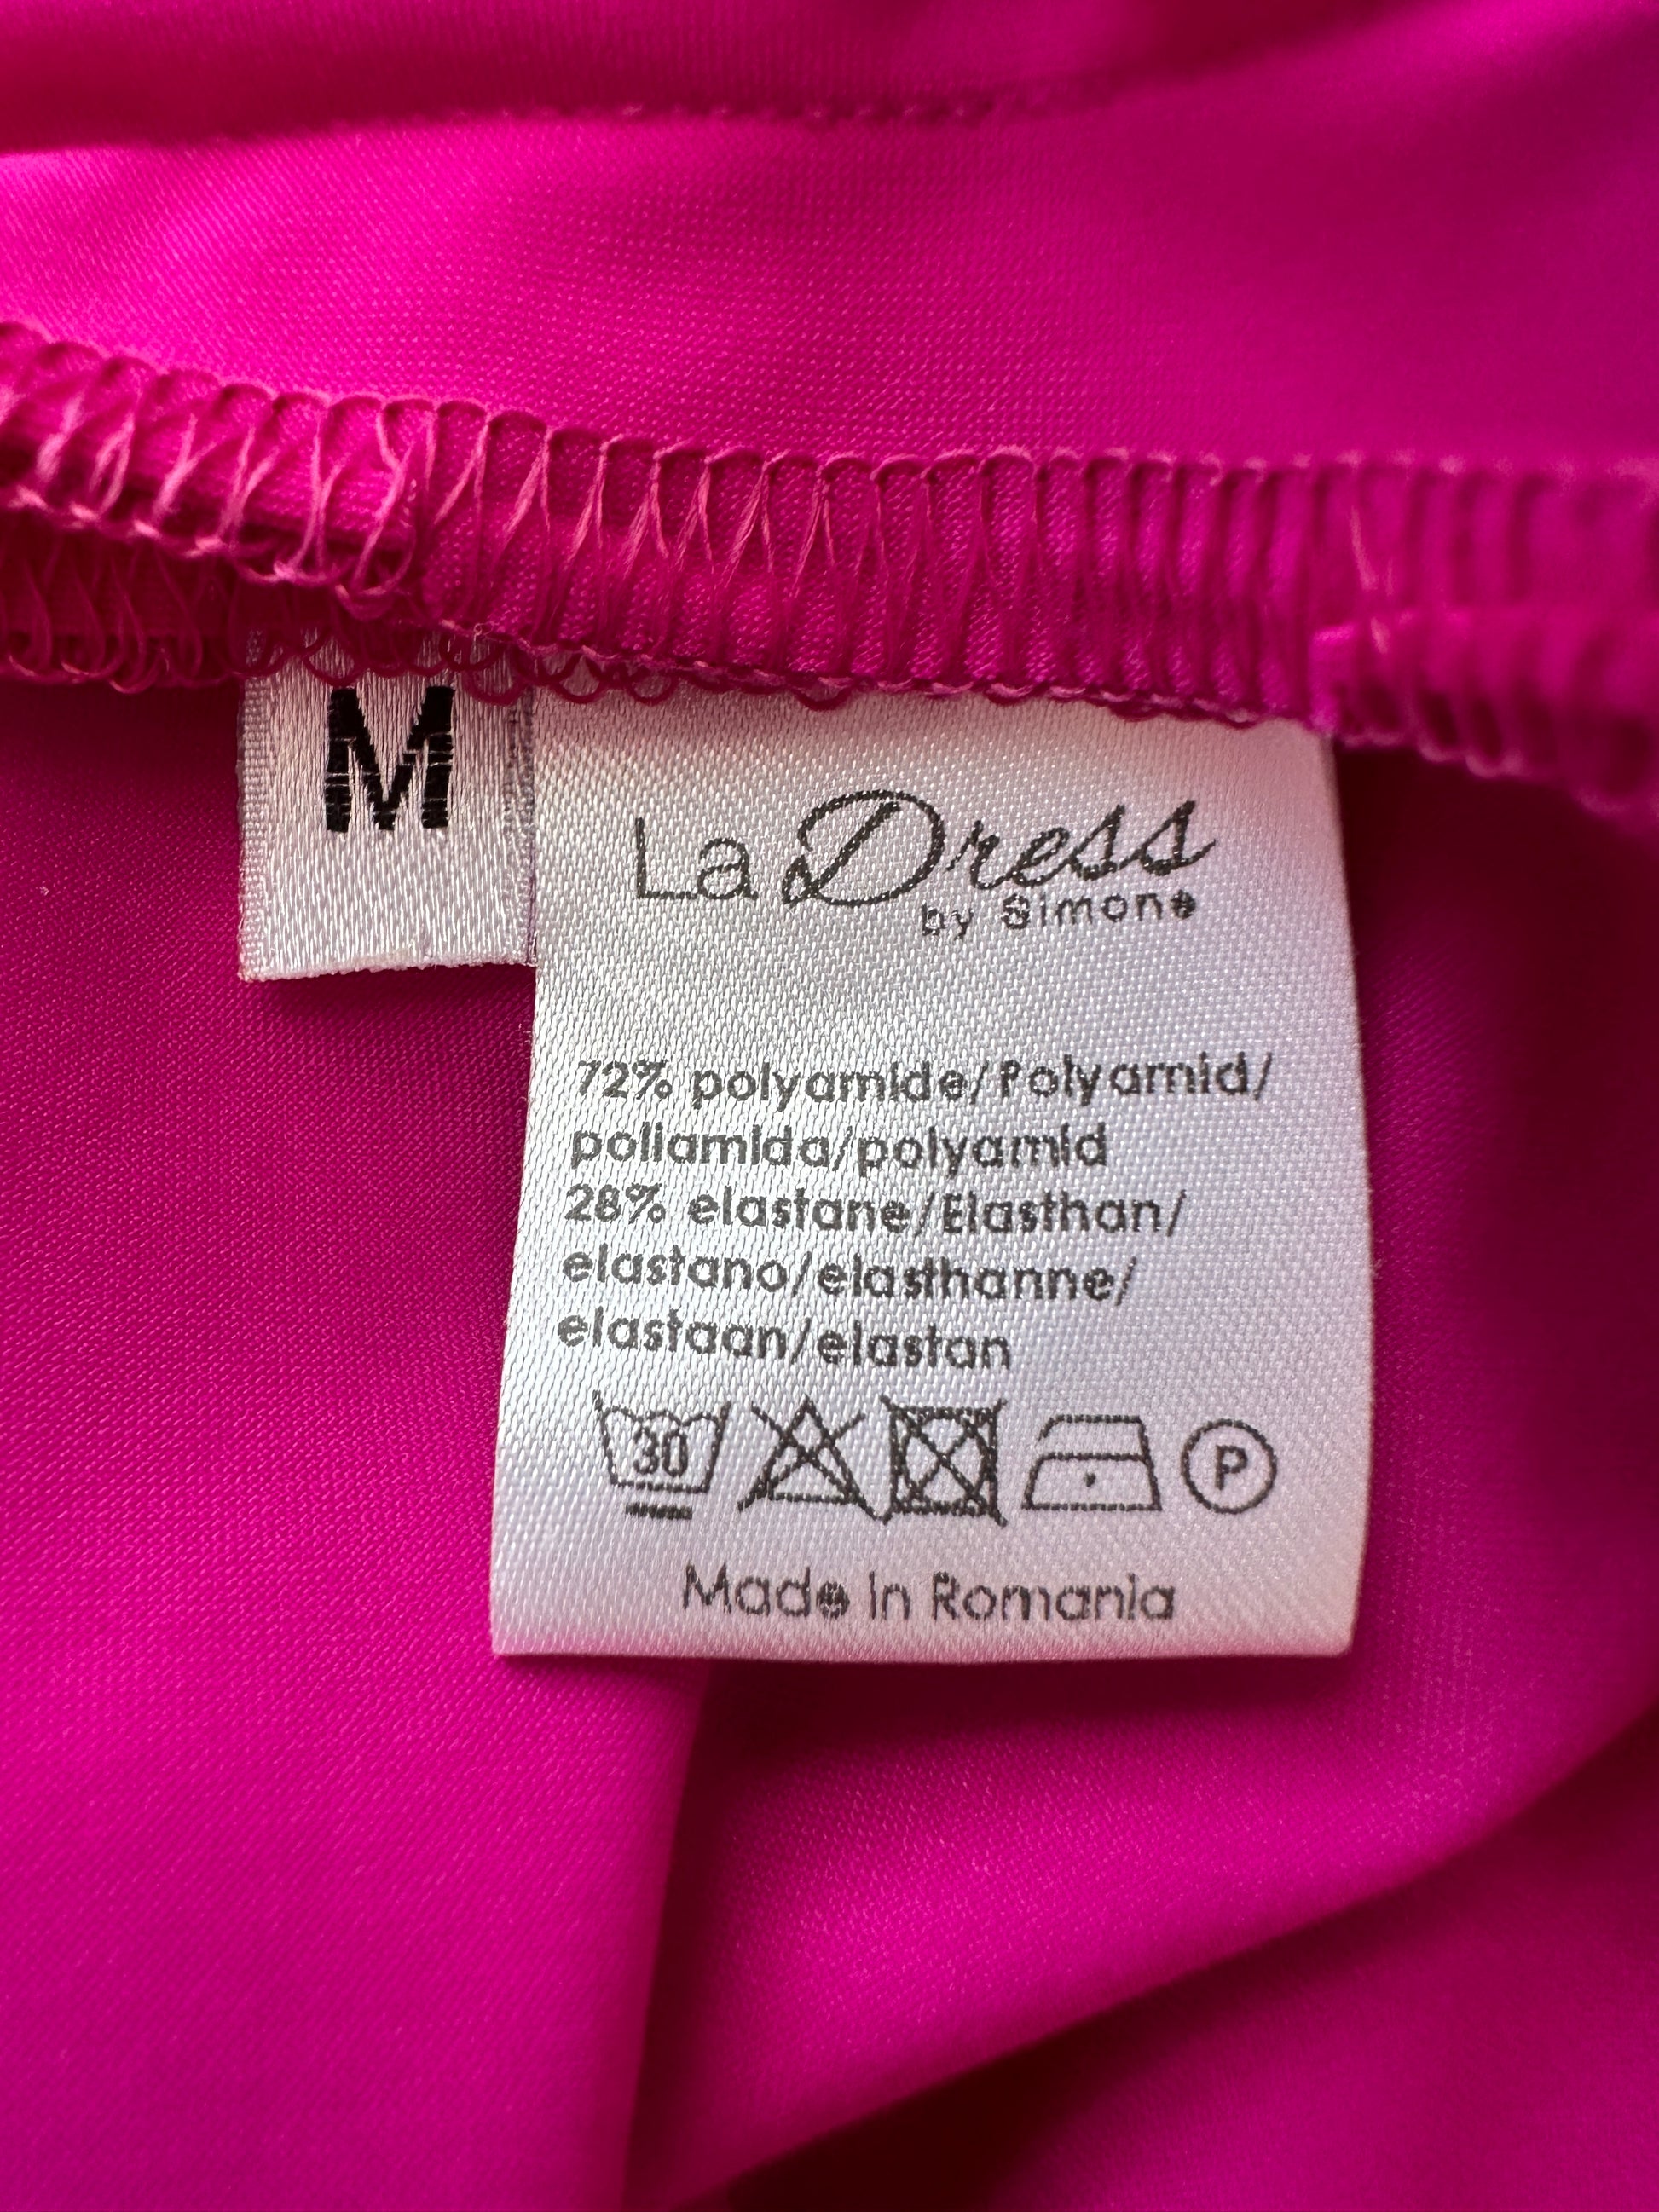 M
La Dress
by Simone
72% polyamide/Polyamid/
poliamida/polyamid
28% elastane/Elasthan/
elastano/elasthanne/
elastaan/elastan
30
P
Made in Romania